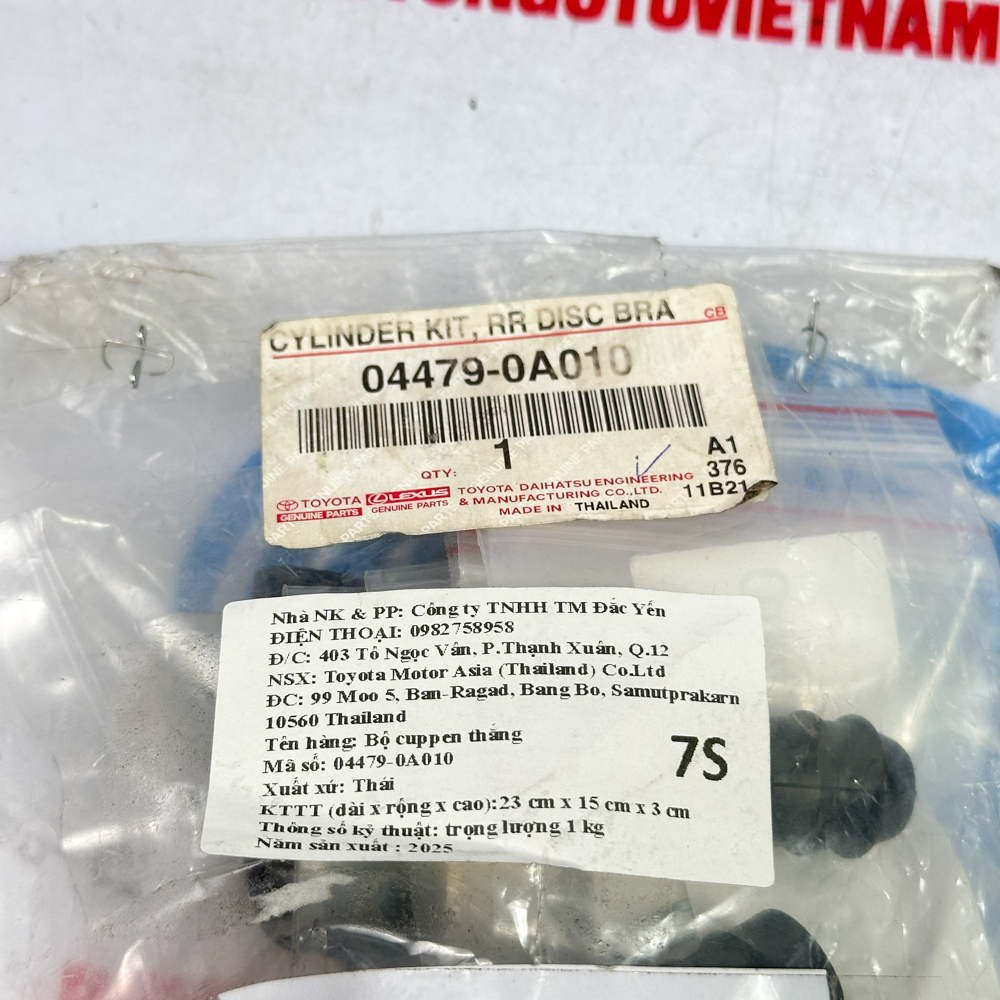 VIETNAM
CYLINDER KIT, RR DISC BRA CB
04479-0A010
QTY: 1
A1
376
11B21
TOYOTA
GENUINE PARTS
LEXUS
GENUINE PARTS
TOYOTA DAIHATSU ENGINEERING
& MANUFACTURING CO.,LTD.
MADE IN THAILAND
Nhà NK & PP: Công ty TNHH TM Đắc Yến
ĐIỆN THOẠI: 0982758958
Đ/C: 403 Tô Ngọc Vân, P.Thạnh Xuân, Q.12
NSX: Toyota Motor Asia (Thailand) Co.Ltd
ĐC: 99 Moo 5, Ban-Ragad, Bang Bo, Samutprakarn
10560 Thailand
Tên hàng: Bộ cuppen thắng
Mã số: 04479-0A010
7S
Xuất xứ: Thái
KTTT (dài x rộng x cao):23 cm x 15 cm x 3 cm
Thông số kỹ thuật: trọng lượng 1 kg
Năm sản xuất : 2025